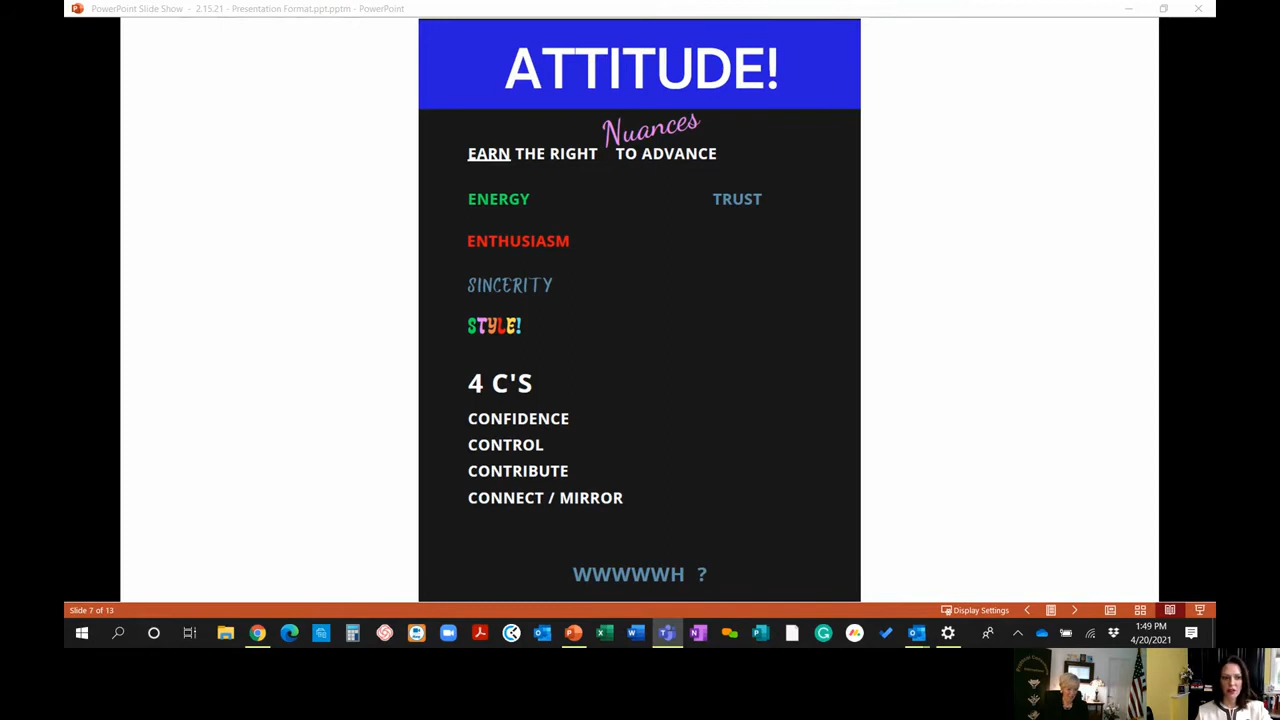 PowerPoint Slide Show - 2.15.21 - Presentation Format.ppt.pptm - PowerPoint
ATTITUDE!
Nuances
EARN THE RIGHT TO ADVANCE
ENERGY TRUST
ENTHUSIASM
SINCERITY
STYLE!
4 C'S
CONFIDENCE
CONTROL
CONTRIBUTE
CONNECT / MIRROR
WWWWWH ?
Slide 7 of 13 Display Settings
1:49 PM
4/20/2021